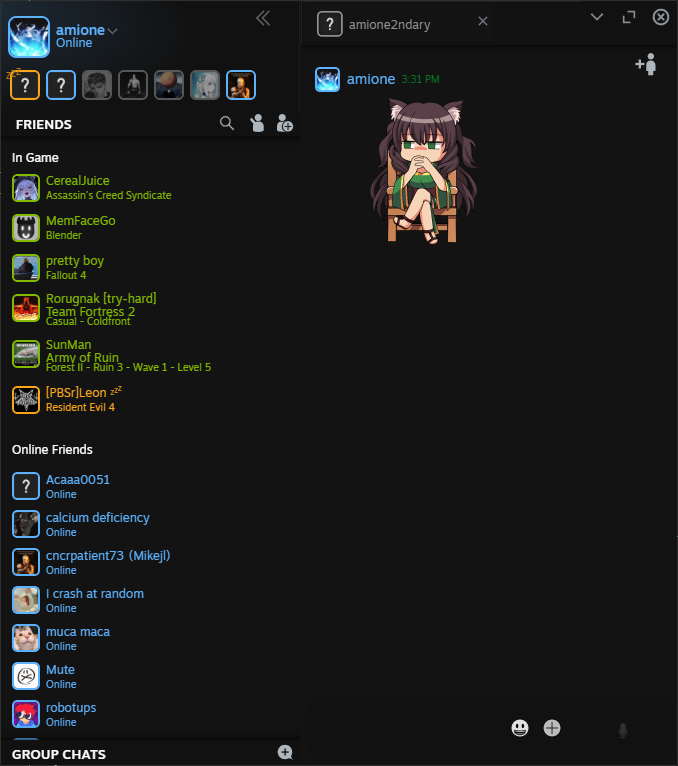 amione
Online
zzZ
?
?
FRIENDS
In Game
CerealJuice
Assassin's Creed Syndicate
MemFaceGo
Blender
pretty boy
Fallout 4
Rorugnak [try-hard]
Team Fortress 2
Casual - Coldfront
SunMan
Army of Ruin
Forest II - Ruin 3 - Wave 1 - Level 5
[PBSr]Leon zzZ
Resident Evil 4
Online Friends
?
Acaaa0051
Online
calcium deficiency
Online
cncrpatient73 (Mikejl)
Online
I crash at random
Online
muca maca
Online
Mute
Online
robotups
Online
GROUP CHATS
?
amione2ndary
amione 3:31 PM